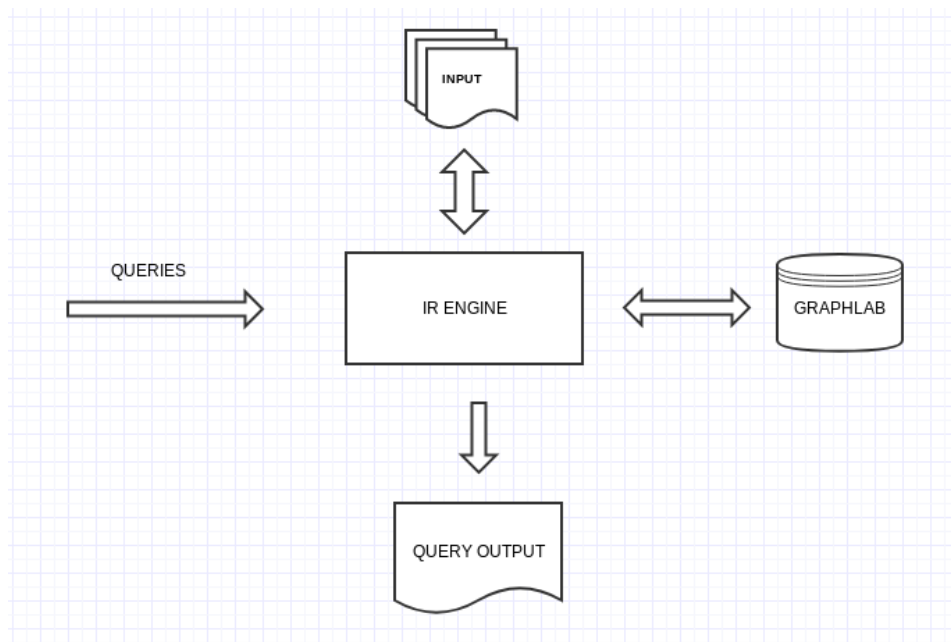 INPUT
QUERIES
IR ENGINE
GRAPHLAB
QUERY OUTPUT